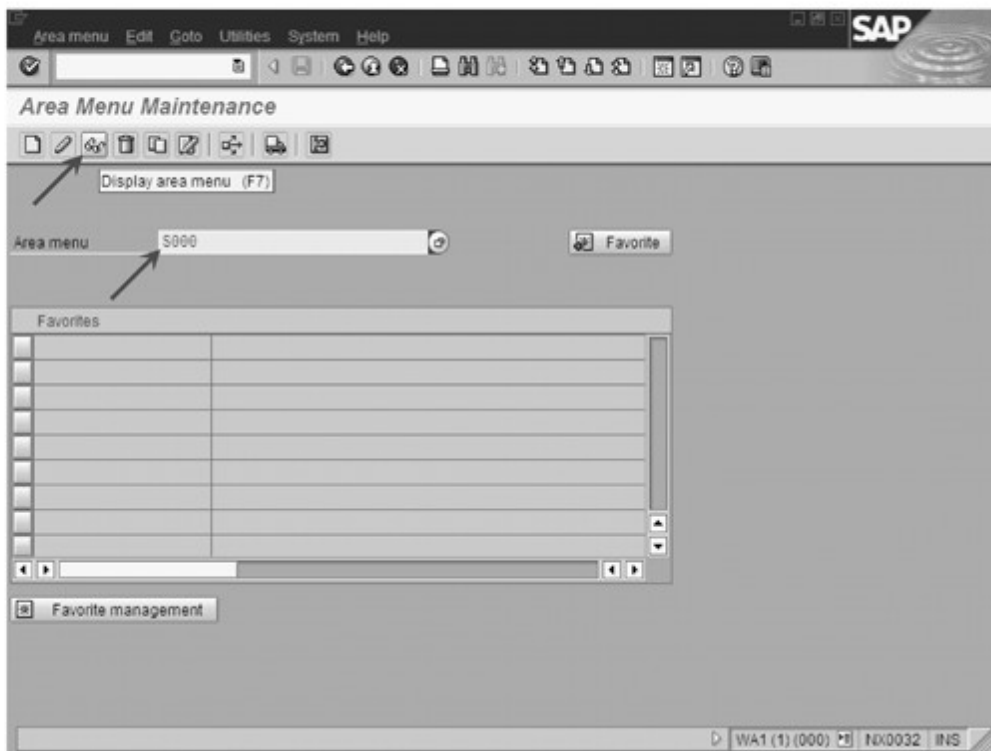 Area menu Edit Goto Utilities System Help
SAP
Area Menu Maintenance
Display area menu (F7)
Area menu S000 Favorite
Favorites
Favorite management
WA1 (1) (000) NX0032 INS